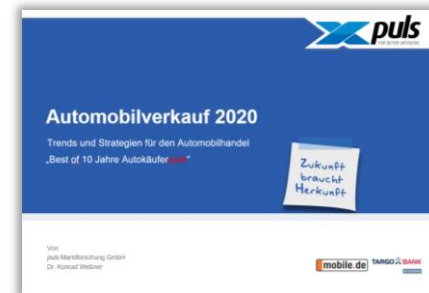 puls
Automobilverkauf 2020
Trends und Strategien für den Automobilhandel
„Best of 10 Jahre Autokäufer
Zukunft
braucht
Herkunft
Von
puls Marktforschung GmbH
Dr. Konrad Weßner
mobile.de
TARGO BANK